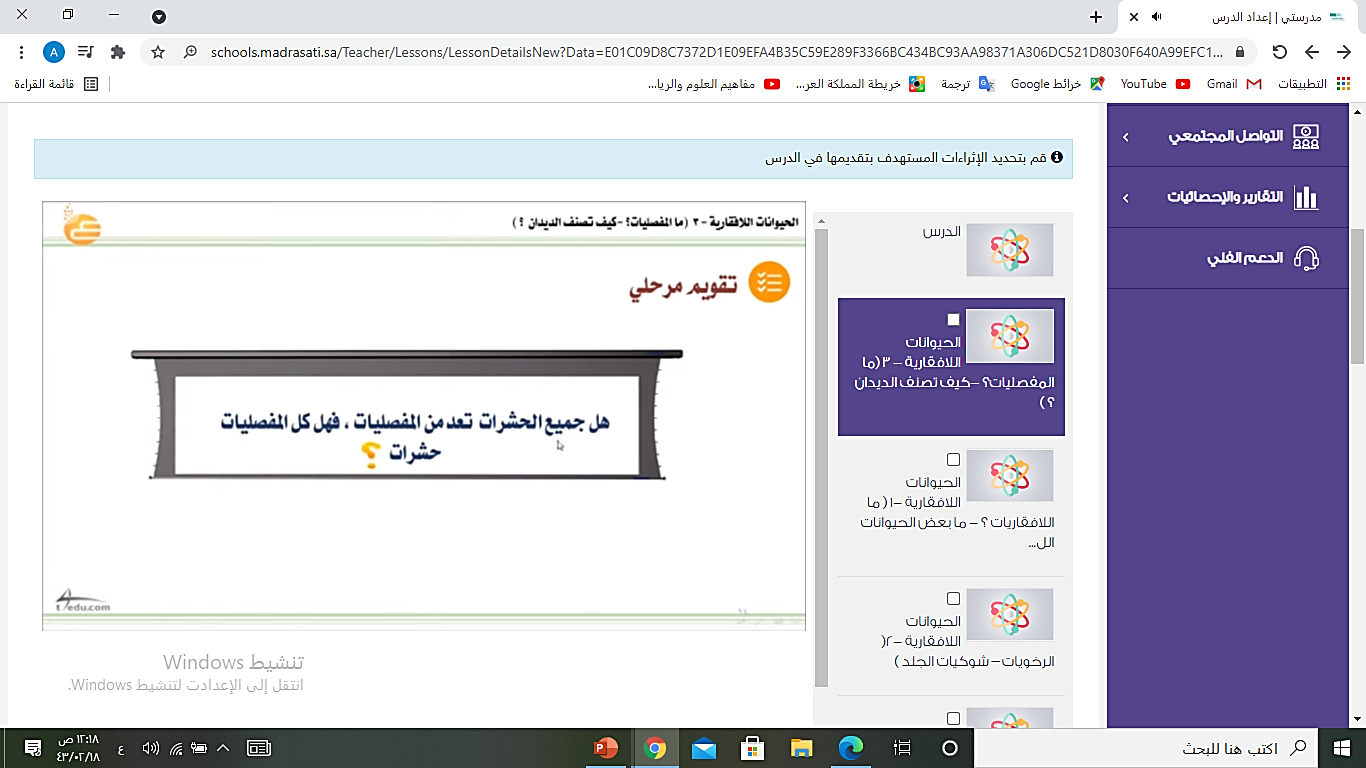 مدرستي | إعداد الدرس
schools.madrasati.sa/Teacher/Lessons/LessonDetailsNew?Data=E01C09D8C7372D1E09EFA4B35C55E289F3366BC434BC93AA98371A306DC521D8030F640A99EFC1...
A
التطبيقات
Gmail
YouTube
خرائط Google
ترجمة
خريطة المملكة العر...
مفاهيم العلوم والريا...
قائمة القراءة
التواصل المجتمعي
التقارير والإحصائيات
الدعم الفني
قم بتحديد الإثراءات المستهدف بتقديمها في الدرس
الدرس
الحيوانات
اللافقارية – ٣ (ما
المفصليات؟ –كيف تصنف الديدان
؟ )
الحيوانات
اللافقارية –١ ( ما
اللافقاريات ؟ – ما بعض الحيوانات
الل...
الحيوانات
اللافقارية –٢(
الرخويات – شوكيات الجلد )
الحيوانات اللافقارية -٣ (ما المفصليات؟ -كيف تصنف الديدان ؟ )
تقويم مرحلي
هل جميع الحشرات تعد من المفصليات ، فهل كل المفصليات
حشرات ؟
t4edu.com
تنشيط Windows
انتقل إلى الإعدادات لتنشيط Windows.
اكتب هنا للبحث
ع
١٢:١٨ ص
٤٣/٠٢/١٨